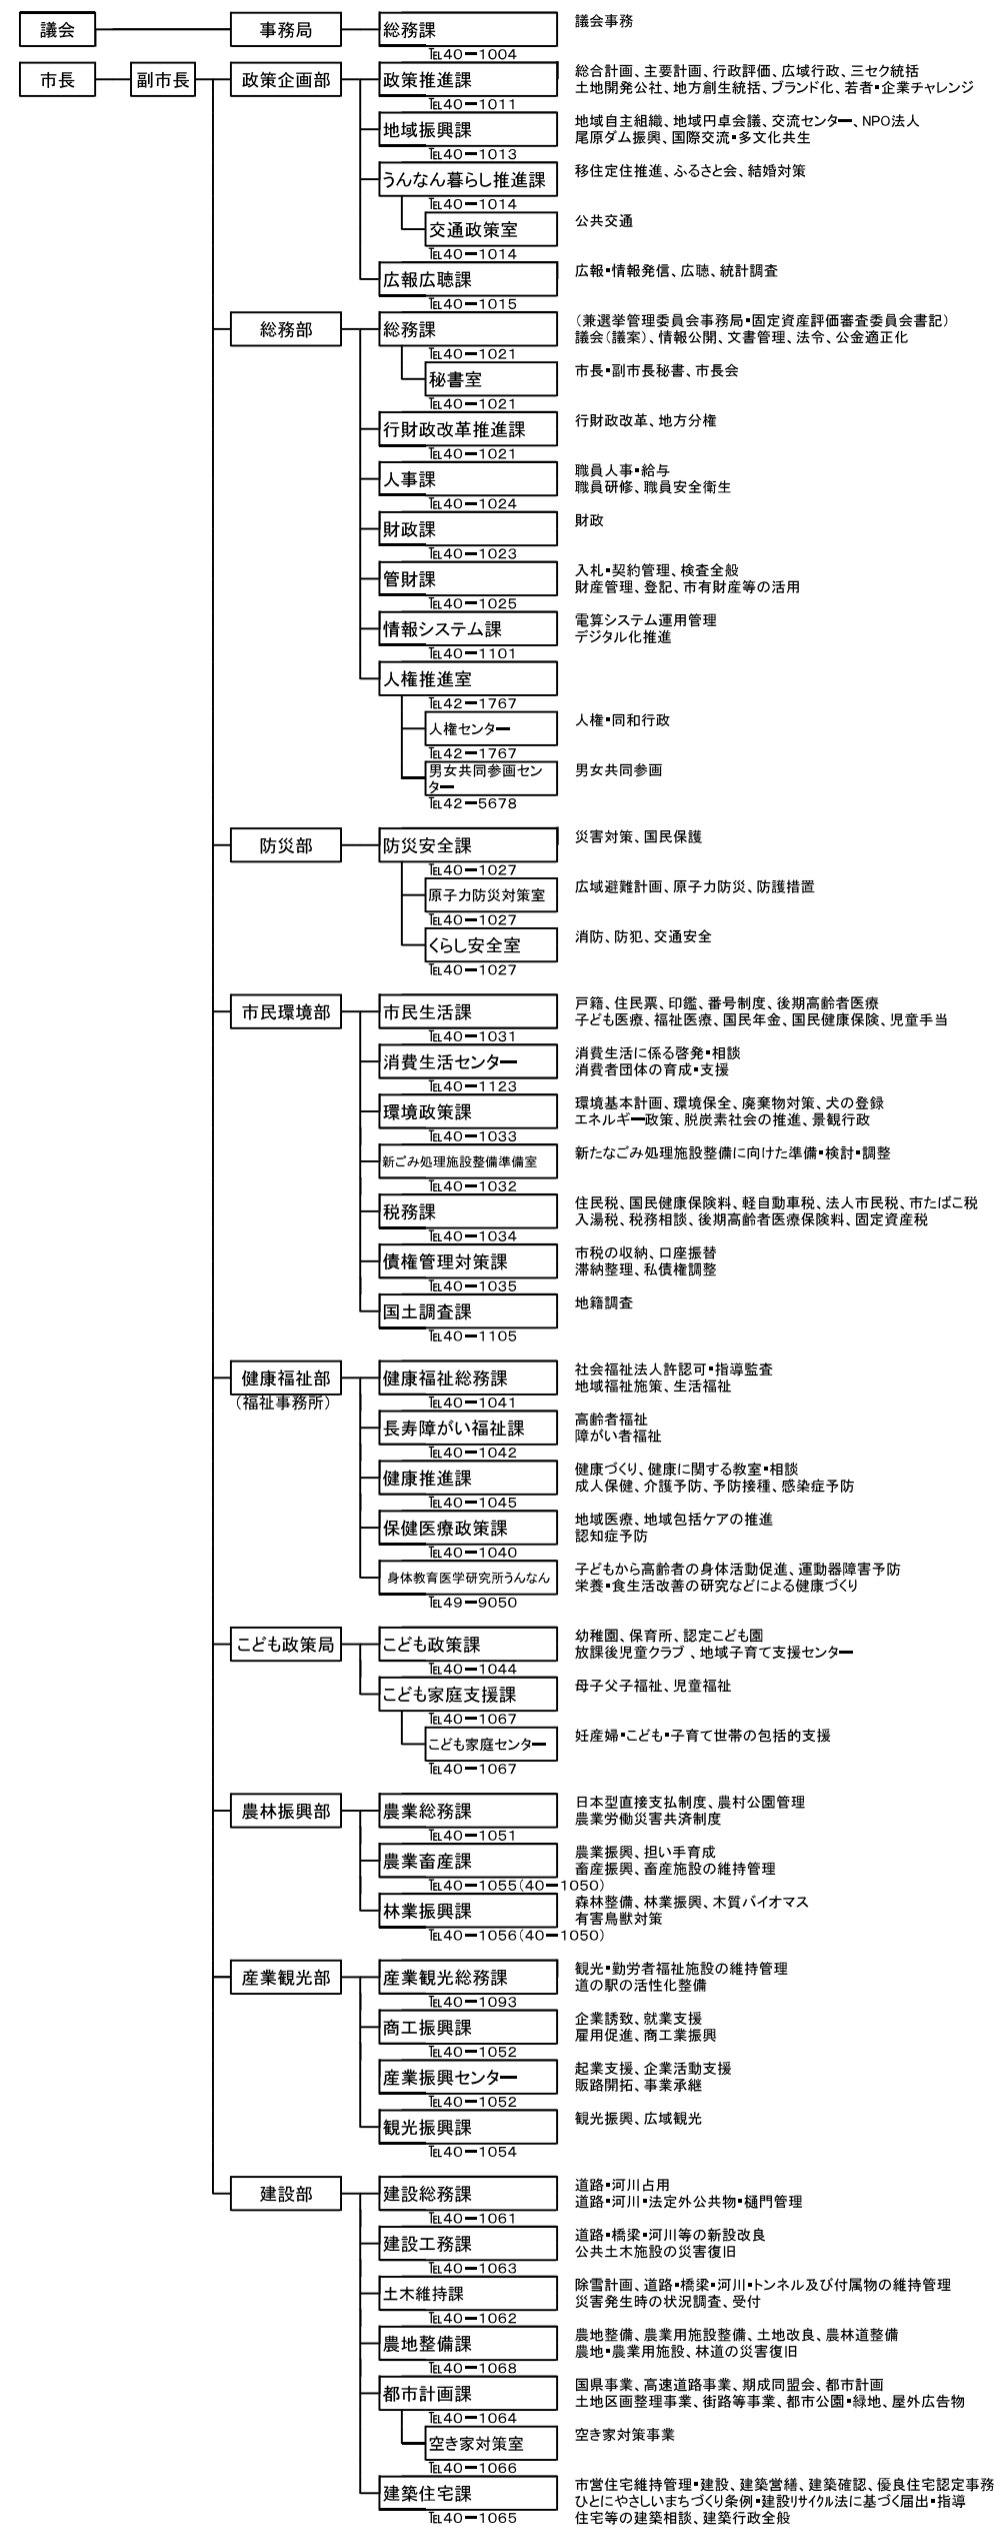 議会 事務局 総務課 議会事務
℡40－1004
市長 副市長 政策企画部 政策推進課 総合計画、主要計画、行政評価、広域行政、三セク統括
土地開発公社、地方創生統括、ブランド化、若者・企業チャレンジ
℡40－1011
地域振興課 地域自主組織、地域円卓会議、交流センター、NPO法人
尾原ダム振興、国際交流・多文化共生
℡40－1013
うんなん暮らし推進課 移住定住推進、ふるさと会、結婚対策
℡40－1014
交通政策室 公共交通
℡40－1014
広報広聴課 広報・情報発信、広聴、統計調査
℡40－1015
総務部 総務課 （兼選挙管理委員会事務局・固定資産評価審査委員会書記）
議会（議案）、情報公開、文書管理、法令、公金適正化
℡40－1021
秘書室 市長・副市長秘書、市長会
℡40－1021
行財政改革推進課 行財政改革、地方分権
℡40－1021
人事課 職員人事・給与
職員研修、職員安全衛生
℡40－1024
財政課 財政
℡40－1023
管財課 入札・契約管理、検査全般
財産管理、登記、市有財産等の活用
℡40－1025
情報システム課 電算システム運用管理
デジタル化推進
℡40－1101
人権推進室
℡42－1767
人権センター 人権・同和行政
℡42－1767
男女共同参画セン
ター 男女共同参画
℡42－5678
防災部 防災安全課 災害対策、国民保護
℡40－1027
原子力防災対策室 広域避難計画、原子力防災、防護措置
℡40－1027
くらし安全室 消防、防犯、交通安全
℡40－1027
市民環境部 市民生活課 戸籍、住民票、印鑑、番号制度、後期高齢者医療
子ども医療、福祉医療、国民年金、国民健康保険、児童手当
℡40－1031
消費生活センター 消費生活に係る啓発・相談
消費者団体の育成・支援
℡40－1123
環境政策課 環境基本計画、環境保全、廃棄物対策、犬の登録
エネルギー政策、脱炭素社会の推進、景観行政
℡40－1033
新ごみ処理施設整備準備室 新たなごみ処理施設整備に向けた準備・検討・調整
℡40－1032
税務課 住民税、国民健康保険料、軽自動車税、法人市民税、市たばこ税
入湯税、税務相談、後期高齢者医療保険料、固定資産税
℡40－1034
債権管理対策課 市税の収納、口座振替
滞納整理、私債権調整
℡40－1035
国土調査課 地籍調査
℡40－1105
健康福祉部 健康福祉総務課 社会福祉法人許認可・指導監査
（福祉事務所） 地域福祉施策、生活福祉
℡40－1041
長寿障がい福祉課 高齢者福祉
障がい者福祉
℡40－1042
健康推進課 健康づくり、健康に関する教室・相談
成人保健、介護予防、予防接種、感染症予防
℡40－1045
保健医療政策課 地域医療、地域包括ケアの推進
認知症予防
℡40－1040
身体教育医学研究所うんなん 子どもから高齢者の身体活動促進、運動器障害予防
栄養・食生活改善の研究などによる健康づくり
℡49－9050
こども政策局 こども政策課 幼稚園、保育所、認定こども園
放課後児童クラブ 、地域子育て支援センター
℡40－1044
こども家庭支援課 母子父子福祉、児童福祉
℡40－1067
こども家庭センター 妊産婦・こども・子育て世帯の包括的支援
℡40－1067
農林振興部 農業総務課 日本型直接支払制度、農村公園管理
農業労働災害共済制度
℡40－1051
農業畜産課 農業振興、担い手育成
畜産振興、畜産施設の維持管理
℡40－1055（40－1050）
林業振興課 森林整備、林業振興、木質バイオマス
有害鳥獣対策
℡40－1056（40－1050）
産業観光部 産業観光総務課 観光・勤労者福祉施設の維持管理
道の駅の活性化整備
℡40－1093
商工振興課 企業誘致、就業支援
雇用促進、商工業振興
℡40－1052
産業振興センター 起業支援、企業活動支援
販路開拓、事業承継
℡40－1052
観光振興課 観光振興、広域観光
℡40－1054
建設部 建設総務課 道路・河川占用
道路・河川・法定外公共物・樋門管理
℡40－1061
建設工務課 道路・橋梁・河川等の新設改良
公共土木施設の災害復旧
℡40－1063
土木維持課 除雪計画、道路・橋梁・河川・トンネル及び付属物の維持管理
災害発生時の状況調査、受付
℡40－1062
農地整備課 農地整備、農業用施設整備、土地改良、農林道整備
農地・農業用施設、林道の災害復旧
℡40－1068
都市計画課 国県事業、高速道路事業、期成同盟会、都市計画
土地区画整理事業、街路等事業、都市公園・緑地、屋外広告物
℡40－1064
空き家対策室 空き家対策事業
℡40－1066
建築住宅課 市営住宅維持管理・建設、建築営繕、建築確認、優良住宅認定事務
ひとにやさしいまちづくり条例・建設ﾘｻｲｸﾙ法に基づく届出・指導
℡40－1065 住宅等の建築相談、建築行政全般